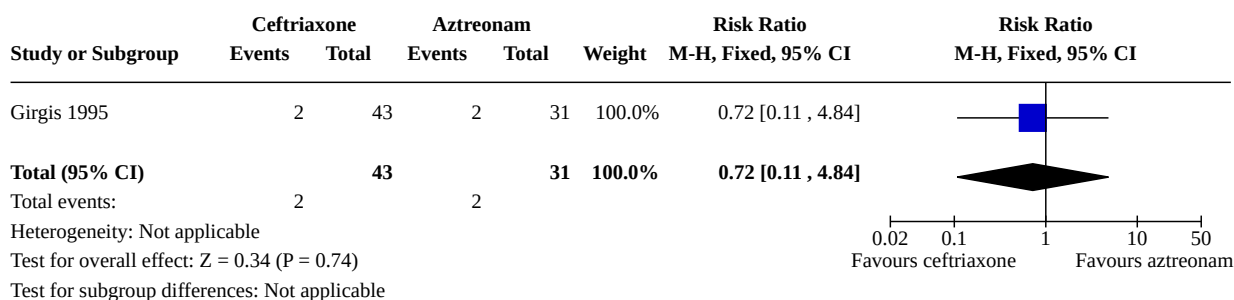 Ceftriaxone Aztreonam Risk Ratio Risk Ratio
Study or Subgroup Events Total Events Total Weight M-H, Fixed, 95% CI M-H, Fixed, 95% CI
Girgis 1995 2 43 2 31 100.0% 0.72 [0.11 , 4.84]
Total (95% CI) 43 31 100.0% 0.72 [0.11 , 4.84]
Total events: 2 2
Heterogeneity: Not applicable
0.02 0.1 1 10 50
Test for overall effect: Z = 0.34 (P = 0.74) Favours ceftriaxone Favours aztreonam
Test for subgroup differences: Not applicable